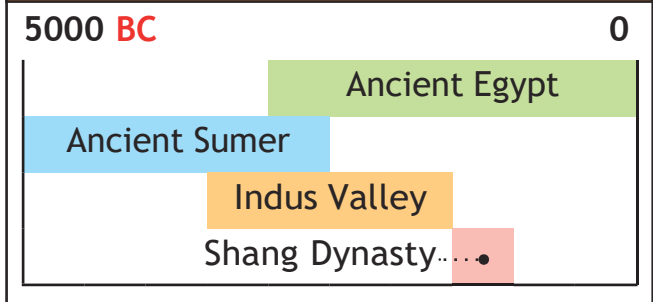 5000 BC 0
Ancient Egypt
Ancient Sumer
Indus Valley
Shang Dynasty